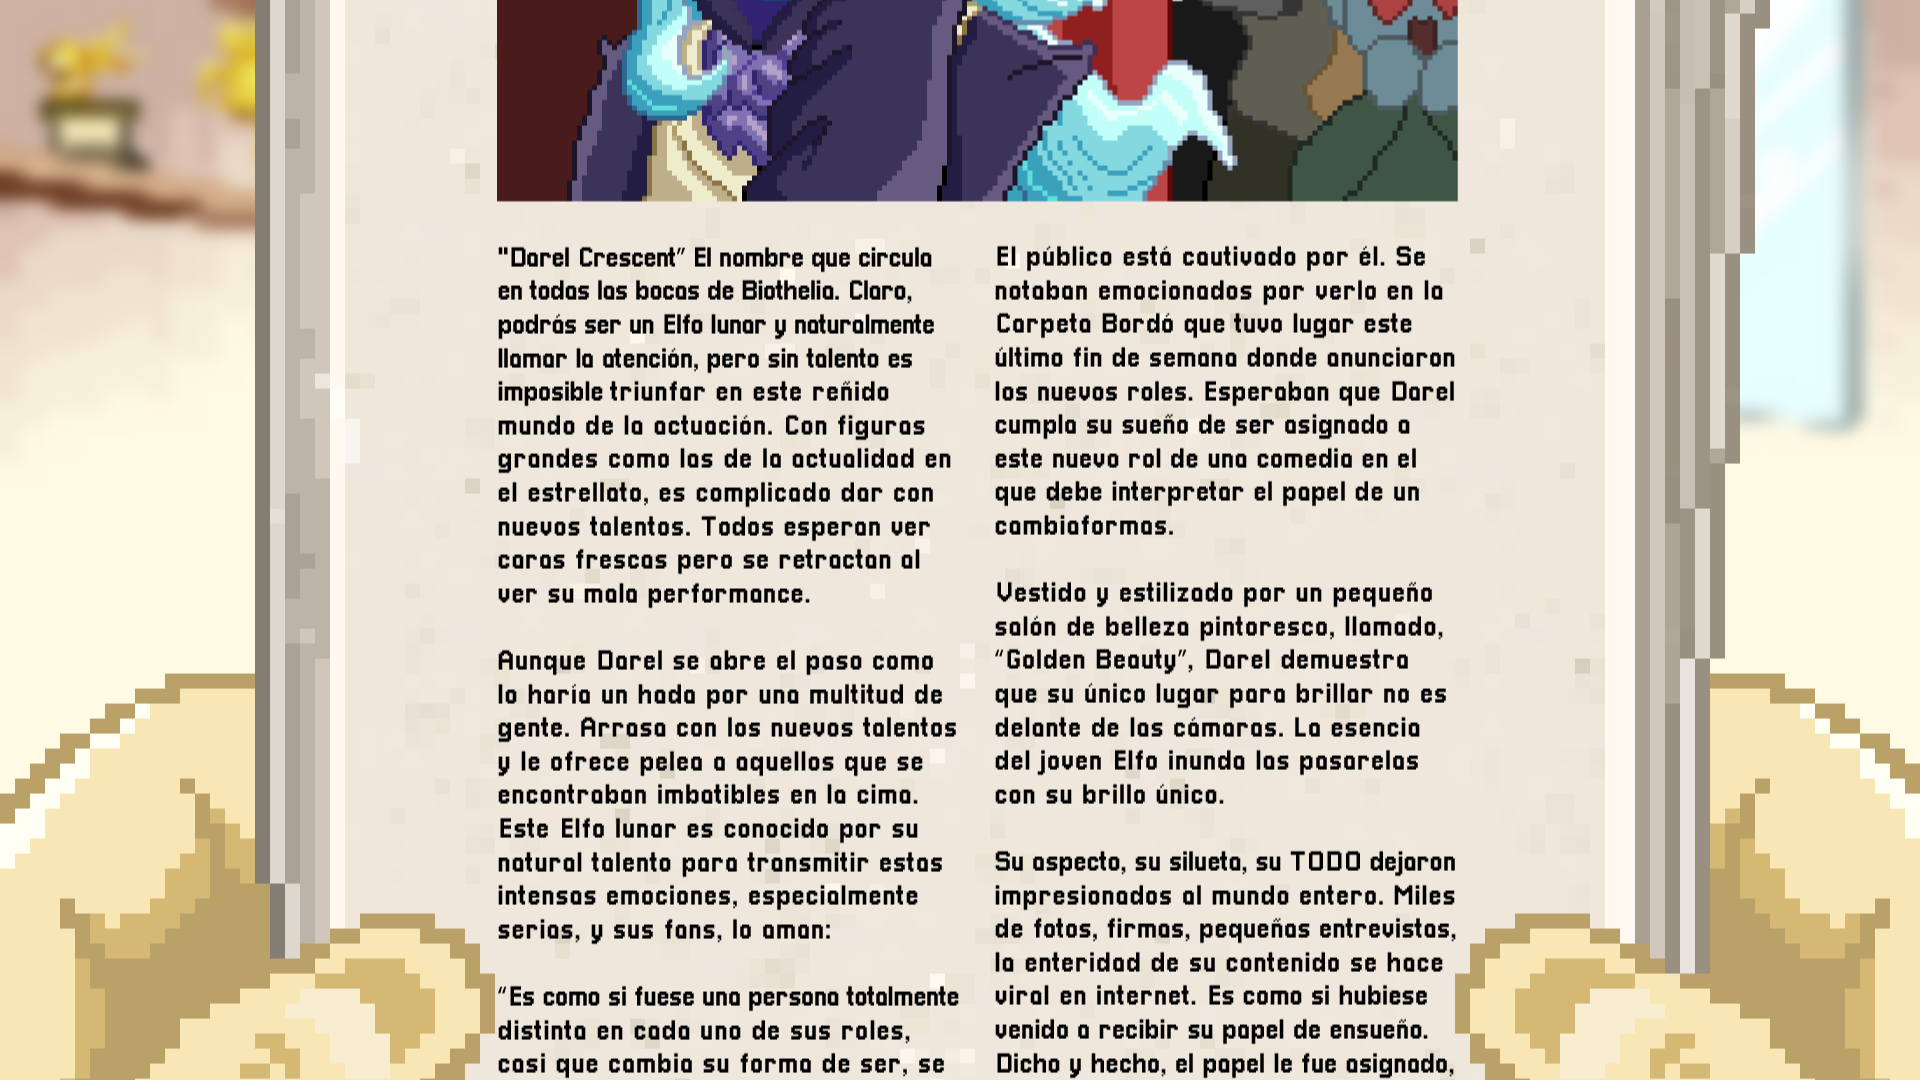 "Darel Crescent" El nombre que circula
en todas las bocas de Biothelia. Claro,
podrás ser un Elfo lunar y naturalmente
llamar la atención, pero sin talento es
imposible triunfar en este reñido
mundo de la actuación. Con figuras
grandes como las de la actualidad en
el estrellato, es complicado dar con
nuevos talentos. Todos esperan ver
caras frescas pero se retractan al
ver su mala performance.
Aunque Darel se abre el paso como
lo haría un hada por una multitud de
gente. Arrasa con los nuevos talentos
y le ofrece pelea a aquellos que se
encontraban imbatibles en la cima.
Este Elfo lunar es conocido por su
natural talento para transmitir estas
intensas emociones, especialmente
serias, y sus fans, lo aman:
"Es como si fuese una persona totalmente
distinta en cada uno de sus roles,
casi que cambia su forma de ser, se
El público está cautivado por él. Se
notaban emocionados por verlo en la
Carpeta Bordó que tuvo lugar este
último fin de semana donde anunciaron
los nuevos roles. Esperaban que Darel
cumpla su sueño de ser asignado a
este nuevo rol de una comedia en el
que debe interpretar el papel de un
cambiaformas.
Vestido y estilizado por un pequeño
salón de belleza pintoresco, llamado,
"Golden Beauty", Darel demuestra
que su único lugar para brillar no es
delante de las cámaras. La esencia
del joven Elfo inunda las pasarelas
con su brillo único.
Su aspecto, su silueta, su TODO dejaron
impresionados al mundo entero. Miles
de fotos, firmas, pequeñas entrevistas,
la enteridad de su contenido se hace
viral en internet. Es como si hubiese
venido a recibir su papel de ensueño.
Dicho y hecho, el papel le fue asignado,